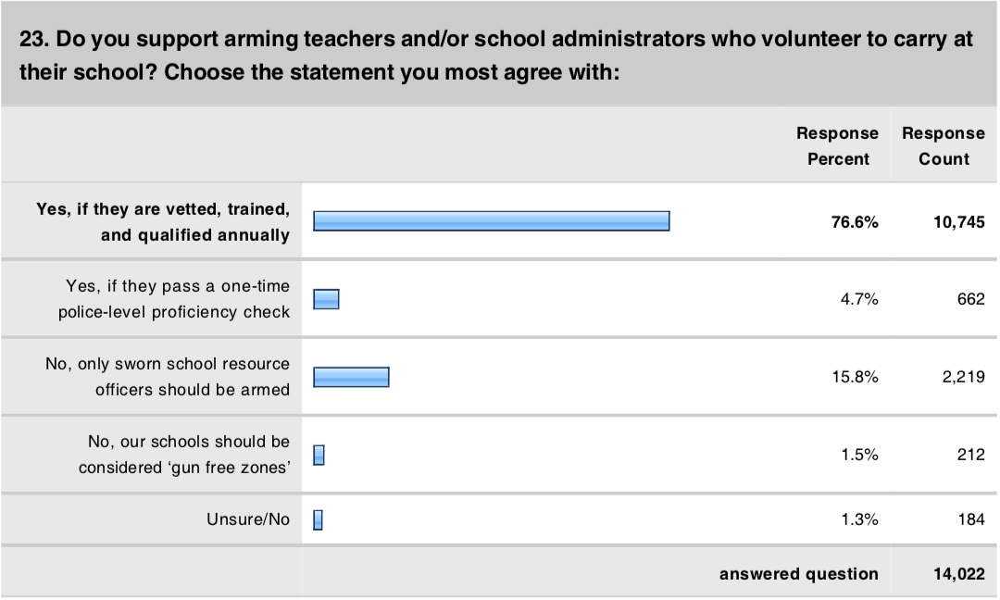 23. Do you support arming teachers and/or school administrators who volunteer to carry at
their school? Choose the statement you most agree with:
Response Response
Percent Count
Yes, if they are vetted, trained,
and qualified annually
76.6% 10,745
Yes, if they pass a one-time
police-level proficiency check
4.7% 662
No, only sworn school resource
officers should be armed
15.8% 2,219
No, our schools should be
considered ‘gun free zones’
1.5% 212
Unsure/No 1.3% 184
answered question 14,022